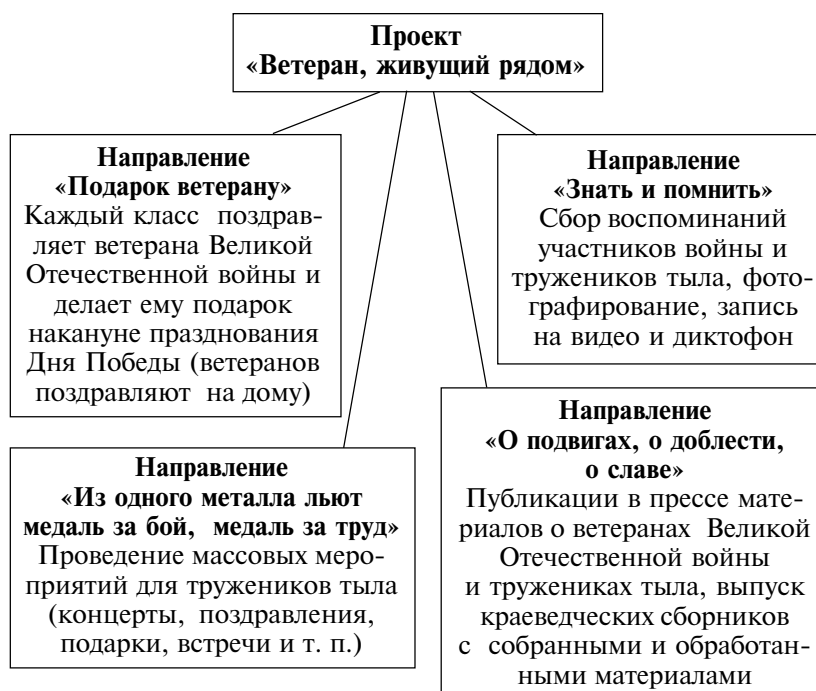 Проект
«Ветеран, живущий рядом»
Направление
«Подарок ветерану»
Каждый класс поздрав-
ляет ветерана Великой
Отечественной войны и
делает ему подарок
накануне празднования
Дня Победы (ветеранов
поздравляют на дому)
Направление
«Знать и помнить»
Сбор воспоминаний
участников войны и
тружеников тыла, фото-
графирование, запись
на видео и диктофон
Направление
«Из одного металла льют
медаль за бой, медаль за труд»
Проведение массовых меро-
приятий для тружеников тыла
(концерты, поздравления,
подарки, встречи и т. п.)
Направление
«О подвигах, о доблести,
о славе»
Публикации в прессе мате-
риалов о ветеранах Великой
Отечественной войны
и тружениках тыла, выпуск
краеведческих сборников
с собранными и обработан-
ными материалами